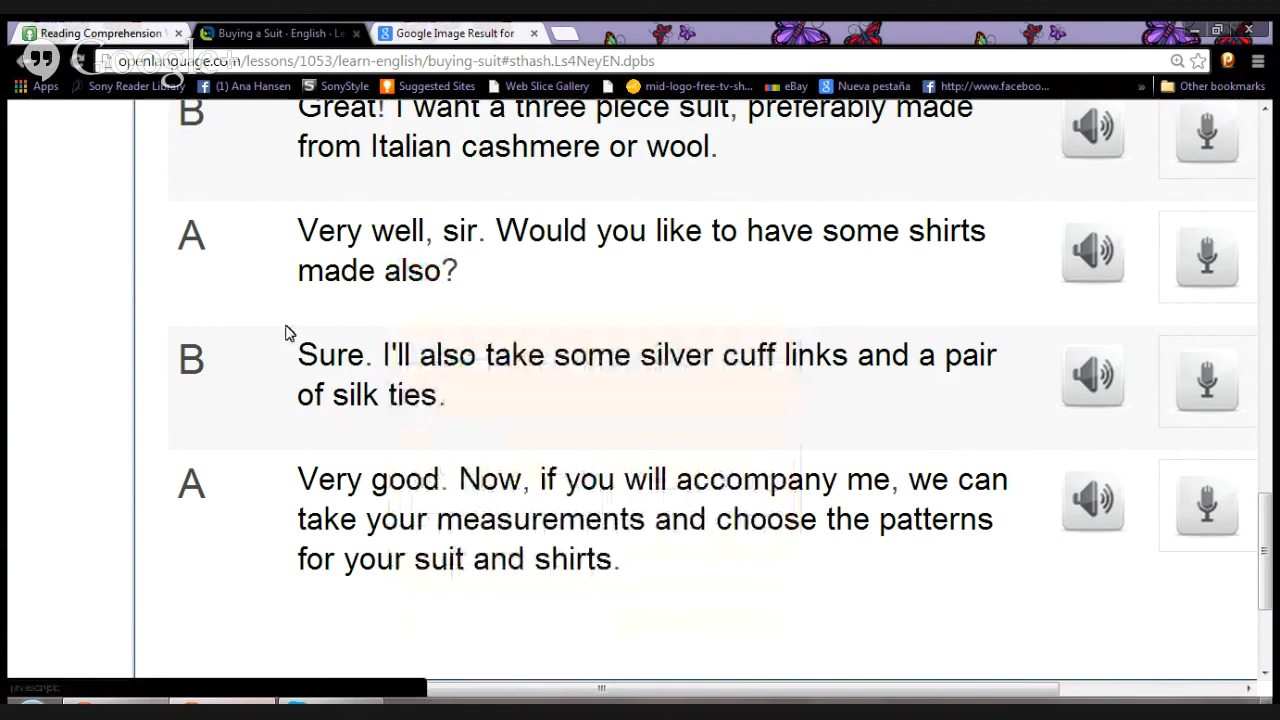 Reading Comprehension
Buying a Suit - English - Le
Google Image Result for
Google+
openlanguage.com/lessons/1053/learn-english/buying-suit#sthash.Ls4NeyEN.dpbs
Apps
Sony Reader Library
(1) Ana Hansen
SonyStyle
Suggested Sites
Web Slice Gallery
mid-logo-free-tv-sh...
eBay
Nueva pestaña
http://www.faceboo...
»
Other bookmarks
B
Great! I want a three piece suit, preferably made
from Italian cashmere or wool.
A
Very well, sir. Would you like to have some shirts
made also?
B
Sure. I'll also take some silver cuff links and a pair
of silk ties.
A
Very good. Now, if you will accompany me, we can
take your measurements and choose the patterns
for your suit and shirts.